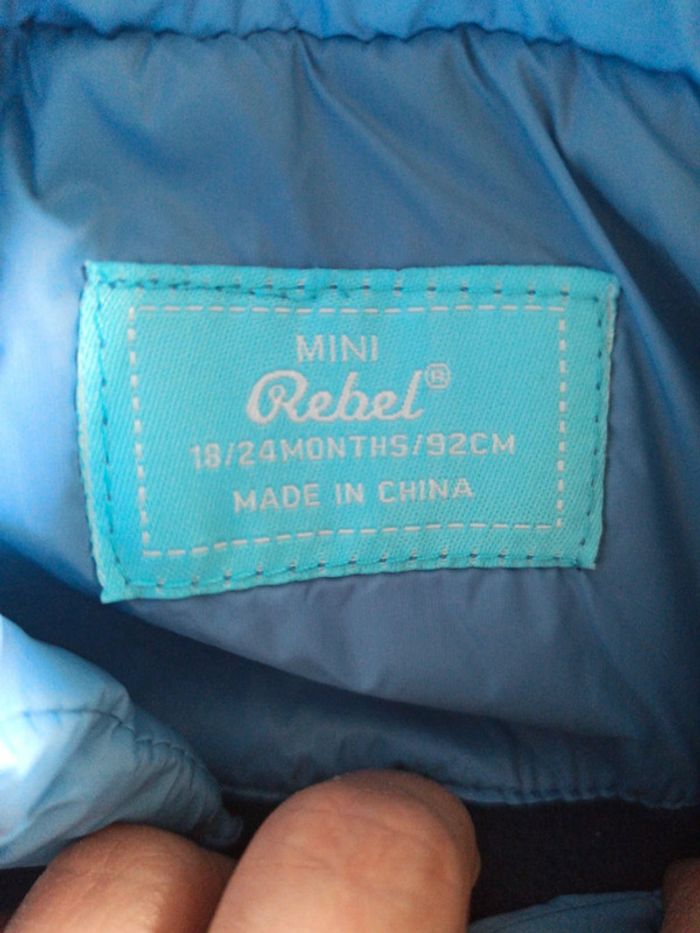 MINI
Rebel®
18/24MONTHS/92CM
MADE IN CHINA